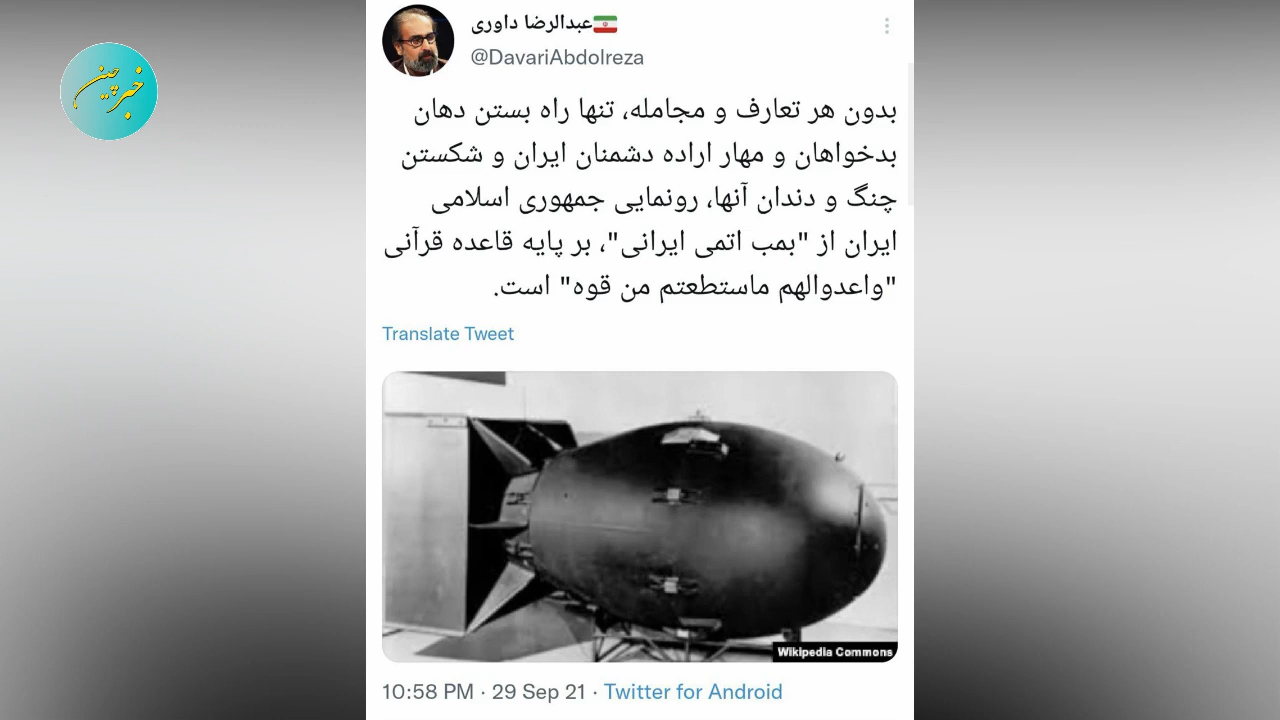 خبرچین
عبدالرضا داوری
@DavariAbdolreza
بدون هر تعارف و مجامله، تنها راه بستن دهان
بدخواهان و مهار اراده دشمنان ایران و شکستن
چنگ و دندان آنها، رونمایی جمهوری اسلامی
ایران از "بمب اتمی ایرانی"، بر پایه قاعده قرآنی
"واعدوالهم ماستطعتم من قوه" است.
Translate Tweet
Wikipedia Commons
10:58 PM · 29 Sep 21 · Twitter for Android